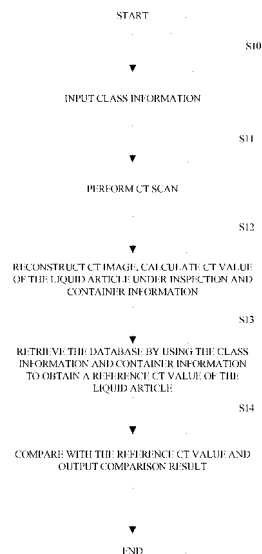 START
S10
INPUT CLASS INFORMATION
S11
PERFORM CT SCAN
S12
RECONSTRUCT CT IMAGE, CALCULATE CT VALUE
OF THE LIQUID ARTICLE UNDER INSPECTION AND
CONTAINER INFORMATION
S13
RETRIEVE THE DATABASE BY USING THE CLASS
INFORMATION AND CONTAINER INFORMATION
TO OBTAIN A REFERENCE CT VALUE OF THE
LIQUID ARTICLE
S14
COMPARE WITH THE REFERENCE CT VALUE AND
OUTPUT COMPARISON RESULT
END